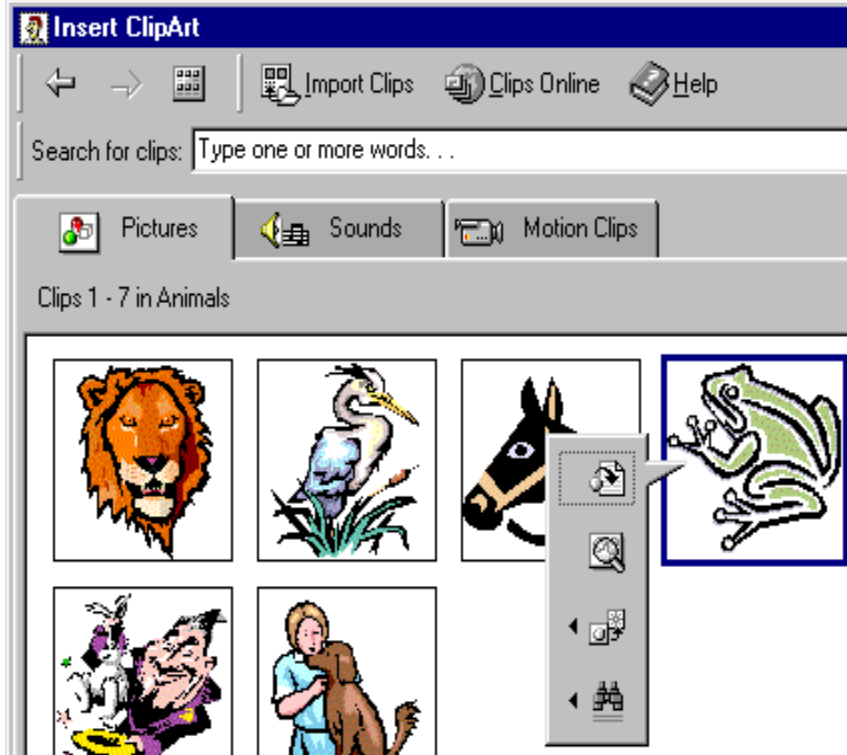 Insert ClipArt
Import Clips Clips Online Help
Search for clips: Type one or more words. . .
Pictures Sounds Motion Clips
Clips 1 - 7 in Animals